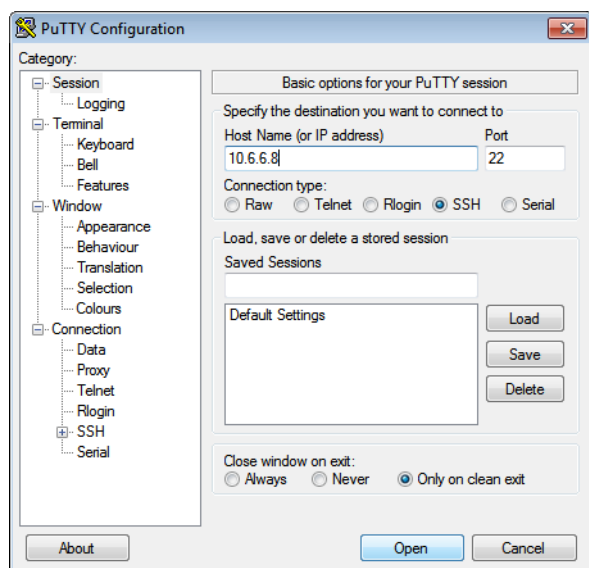 PuTTY Configuration
Category:
Session
Logging
Terminal
Keyboard
Bell
Features
Window
Appearance
Behaviour
Translation
Selection
Colours
Connection
Data
Proxy
Telnet
Rlogin
SSH
Serial
Basic options for your PuTTY session
Specify the destination you want to connect to
Host Name (or IP address) Port
10.6.6.8 22
Connection type:
Raw Telnet Rlogin SSH Serial
Load, save or delete a stored session
Saved Sessions
Default Settings
Load
Save
Delete
Close window on exit:
Always Never Only on clean exit
About Open Cancel